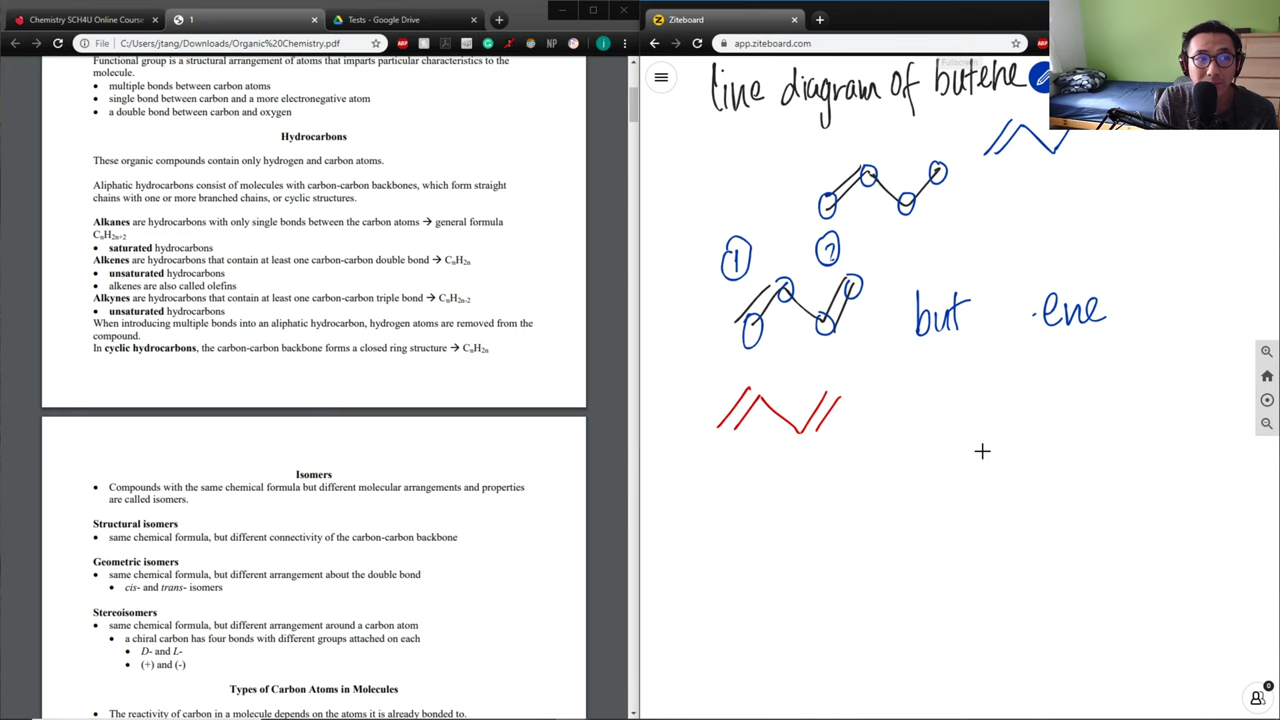 Chemistry SCH4U Online Course
1
Tests - Google Drive
File
C:/Users/jtang/Downloads/Organic%20Chemistry.pdf
ABP
NP
j
Functional group is a structural arrangement of atoms that imparts particular characteristics to the
molecule.
• multiple bonds between carbon atoms
• single bond between carbon and a more electronegative atom
• a double bond between carbon and oxygen
Hydrocarbons
These organic compounds contain only hydrogen and carbon atoms.
Aliphatic hydrocarbons consist of molecules with carbon-carbon backbones, which form straight
chains with one or more branched chains, or cyclic structures.
Alkanes are hydrocarbons with only single bonds between the carbon atoms → general formula
CnH2n+2
• saturated hydrocarbons
Alkenes are hydrocarbons that contain at least one carbon-carbon double bond → CnH2n
• unsaturated hydrocarbons
• alkenes are also called olefins
Alkynes are hydrocarbons that contain at least one carbon-carbon triple bond → CnH2n-2
• unsaturated hydrocarbons
When introducing multiple bonds into an aliphatic hydrocarbon, hydrogen atoms are removed from the
compound.
In cyclic hydrocarbons, the carbon-carbon backbone forms a closed ring structure → CnH2n
Isomers
• Compounds with the same chemical formula but different molecular arrangements and properties
are called isomers.
Structural isomers
• same chemical formula, but different connectivity of the carbon-carbon backbone
Geometric isomers
• same chemical formula, but different arrangement about the double bond
• cis- and trans- isomers
Stereoisomers
• same chemical formula, but different arrangement around a carbon atom
• a chiral carbon has four bonds with different groups attached on each
• D- and L-
• (+) and (-)
Types of Carbon Atoms in Molecules
• The reactivity of carbon in a molecule depends on the atoms it is already bonded to.
Ziteboard
app.ziteboard.com
Fullscreen
line diagram of butene
1 2
but ene
0